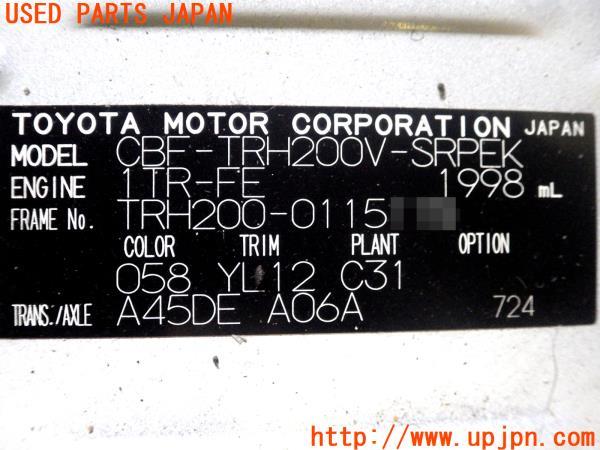 USED PARTS JAPAN
TOYOTA MOTOR CORPORATION JAPAN
MODEL CBF-TRH200V-SRPEK
ENGINE 1TR-FE 1998 mL
FRAME No. TRH200-0115
COLOR TRIM PLANT OPTION
058 YL12 C31
TRANS./AXLE A45DE A06A 724
http://www.upjpn.com/